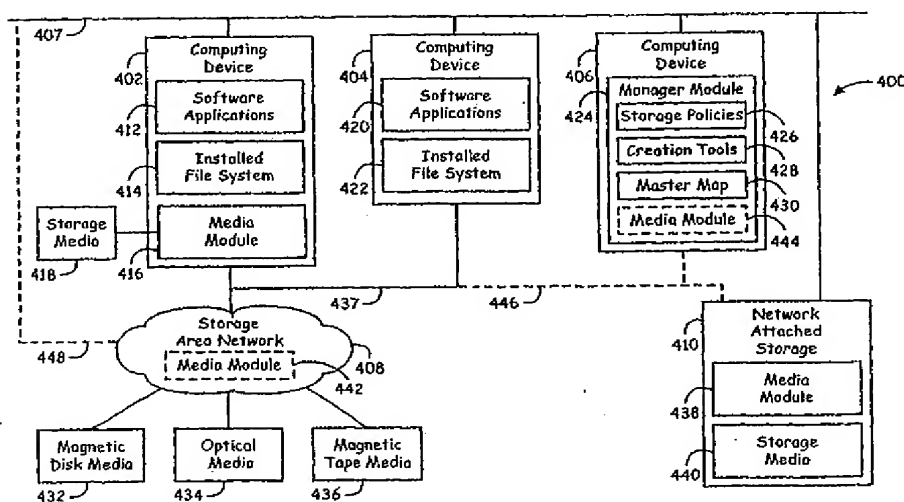 407
400
402
Computing
Device
Software
Applications
412
Installed
File System
414
Media
Module
416
Storage
Media
418
404
Computing
Device
Software
Applications
420
Installed
File System
422
406
Computing
Device
Manager Module
424
Storage Policies
426
Creation Tools
428
Master Map
430
Media Module
444
437
446
448
Storage
Area Network
Media Module
408
442
Magnetic
Disk Media
432
Optical
Media
434
Magnetic
Tape Media
436
410
Network
Attached
Storage
Media
Module
438
Storage
Media
440